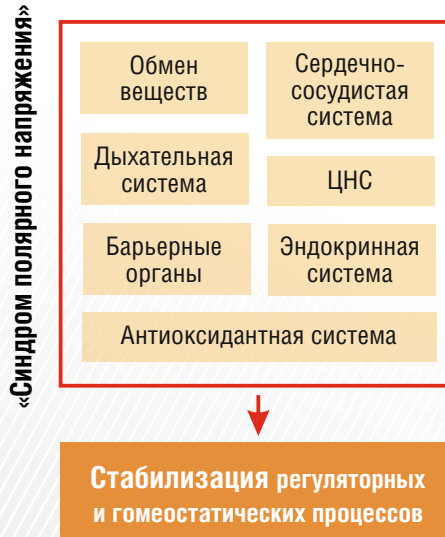 «Синдром полярного напряжения»
Обмен
веществ
Сердечно-
сосудистая
система
Дыхательная
система
ЦНС
Барьерные
органы
Эндокринная
система
Антиоксидантная система
Стабилизация регуляторных
и гомеостатических процессов